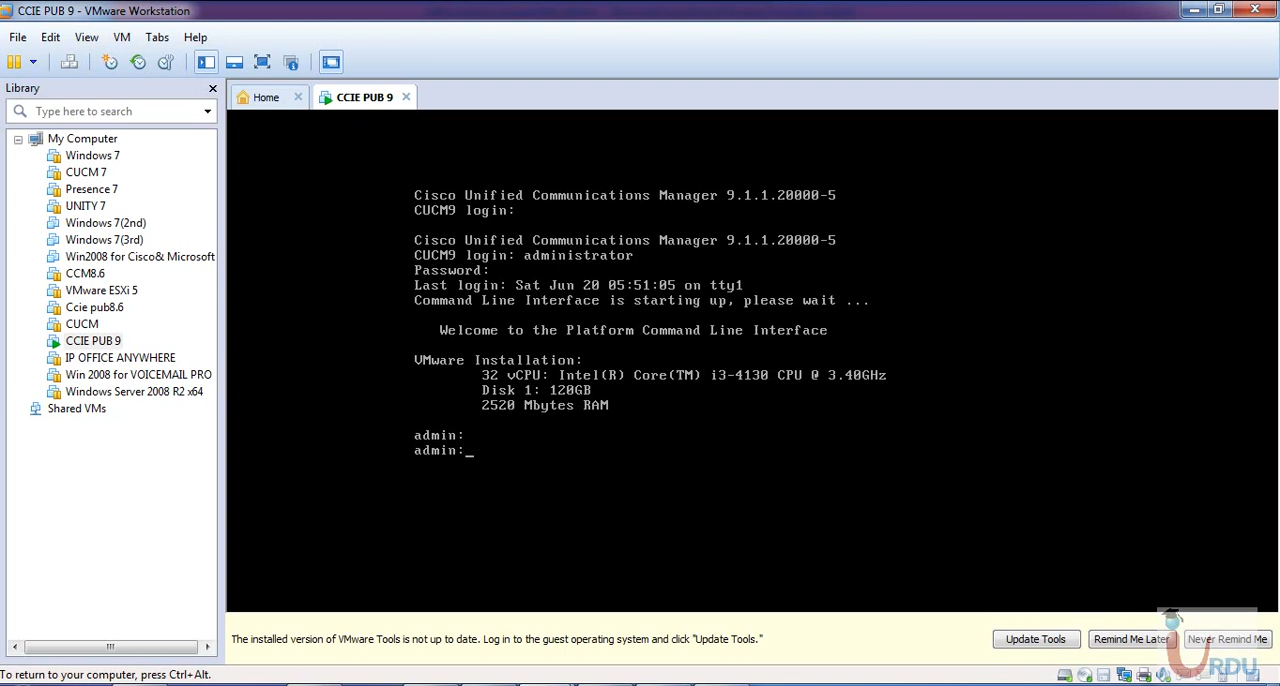 CCIE PUB 9 - VMware Workstation
File Edit View VM Tabs Help
Library
Type here to search
My Computer
Windows 7
CUCM 7
Presence 7
UNITY 7
Windows 7(2nd)
Windows 7(3rd)
Win2008 for Cisco& Microsoft
CCM8.6
VMware ESXi 5
Ccie pub8.6
CUCM
CCIE PUB 9
IP OFFICE ANYWHERE
Win 2008 for VOICEMAIL PRO
Windows Server 2008 R2 x64
Shared VMs
Home
CCIE PUB 9
Cisco Unified Communications Manager 9.1.1.20000-5
CUCM9 login:
Cisco Unified Communications Manager 9.1.1.20000-5
CUCM9 login: administrator
Password:
Last login: Sat Jun 20 05:51:05 on tty1
Command Line Interface is starting up, please wait ...
Welcome to the Platform Command Line Interface
VMware Installation:
32 vCPU: Intel(R) Core(TM) i3-4130 CPU @ 3.40GHz
Disk 1: 120GB
2520 Mbytes RAM
admin:
admin:_
The installed version of VMware Tools is not up to date. Log in to the guest operating system and click "Update Tools."
Update Tools
Remind Me Later
Never Remind Me
To return to your computer, press Ctrl+Alt.
URDU